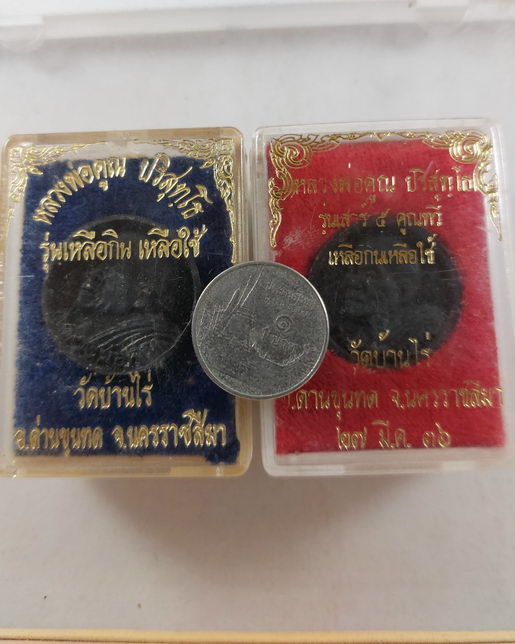 หลวงพ่อคูณ ปริสุทฺโธ
รุ่นเหลือกิน เหลือใช้
วัดบ้านไร่
อ.ด่านขุนทด จ.นครราชสีมา
หลวงพ่อคูณ ปริสุทฺโธ
รุ่นเสาร์ ๕ คูณทวี
เหลือกินเหลือใช้
วัดบ้านไร่
อ.ด่านขุนทด จ.นครราชสีมา
๒๗ มี.ค. ๓๖
๑